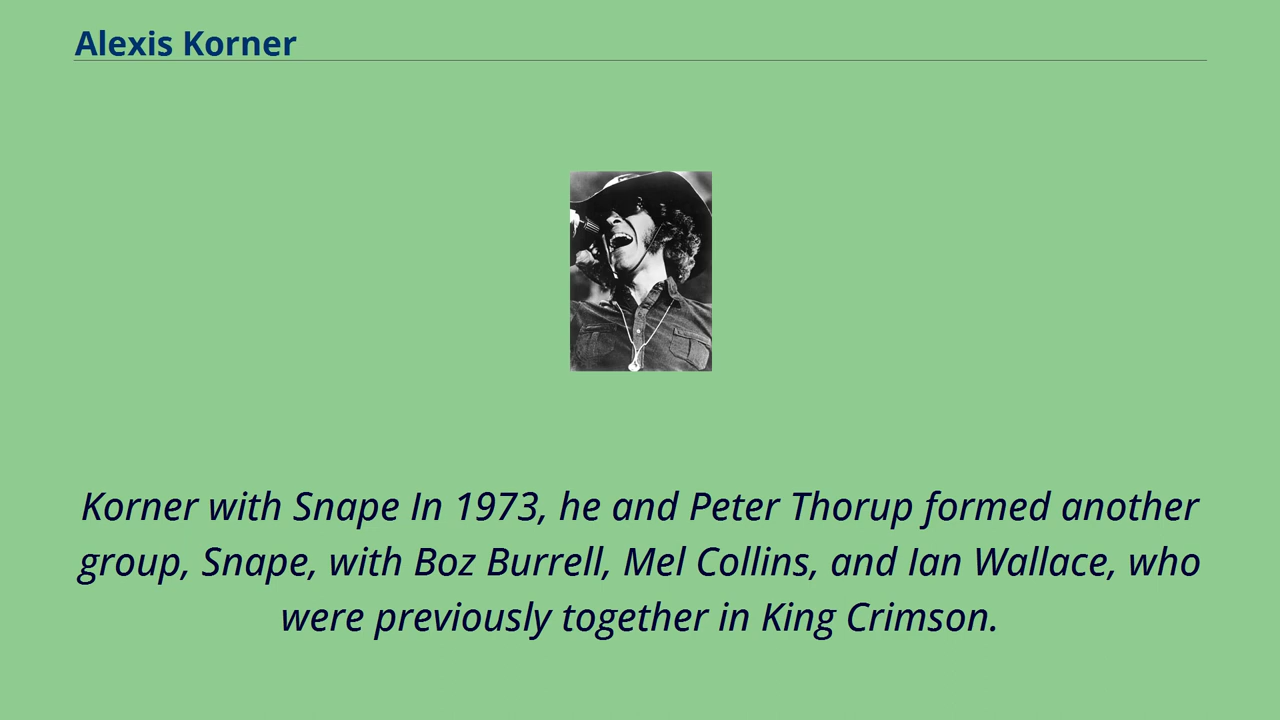 Alexis Korner
Korner with Snape In 1973, he and Peter Thorup formed another
group, Snape, with Boz Burrell, Mel Collins, and Ian Wallace, who
were previously together in King Crimson.